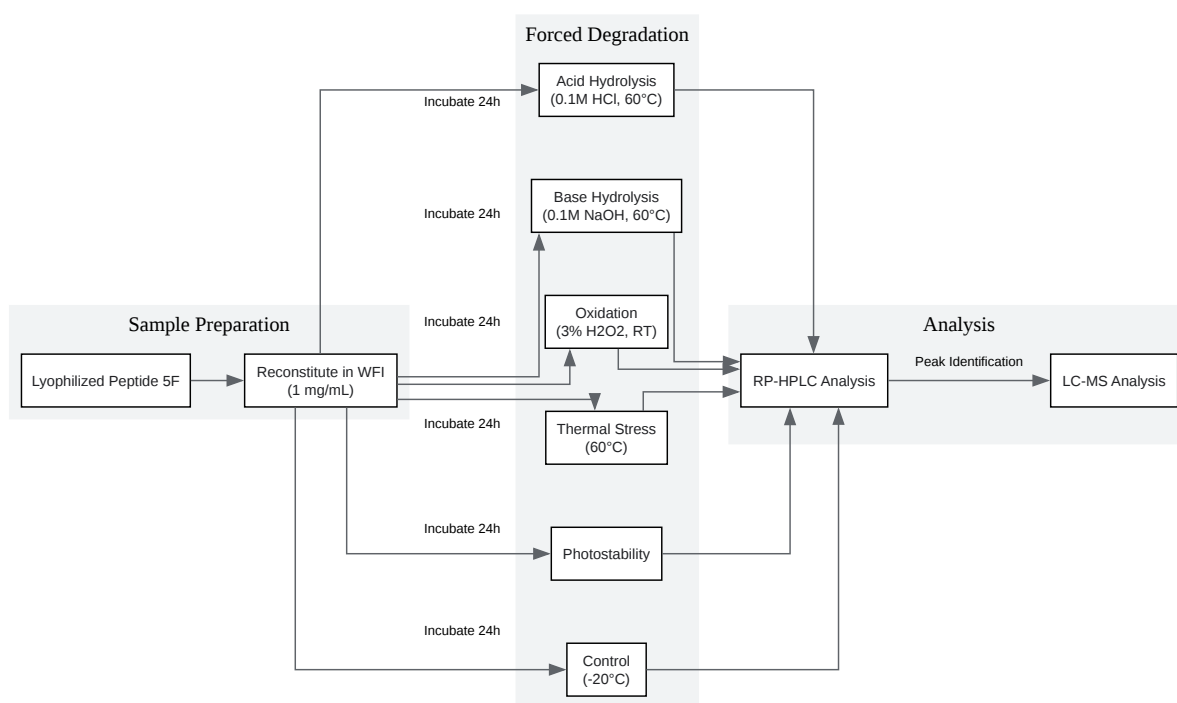 Forced Degradation
Acid Hydrolysis
(0.1M HCl, 60°C)
Incubate 24h
Base Hydrolysis
(0.1M NaOH, 60°C)
Incubate 24h
Oxidation
(3% H2O2, RT)
Incubate 24h
Sample Preparation
Analysis
Lyophilized Peptide 5F
Reconstitute in WFI
(1 mg/mL)
RP-HPLC Analysis
Peak Identification
LC-MS Analysis
Incubate 24h
Thermal Stress
(60°C)
Incubate 24h
Photostability
Incubate 24h
Control
(-20°C)